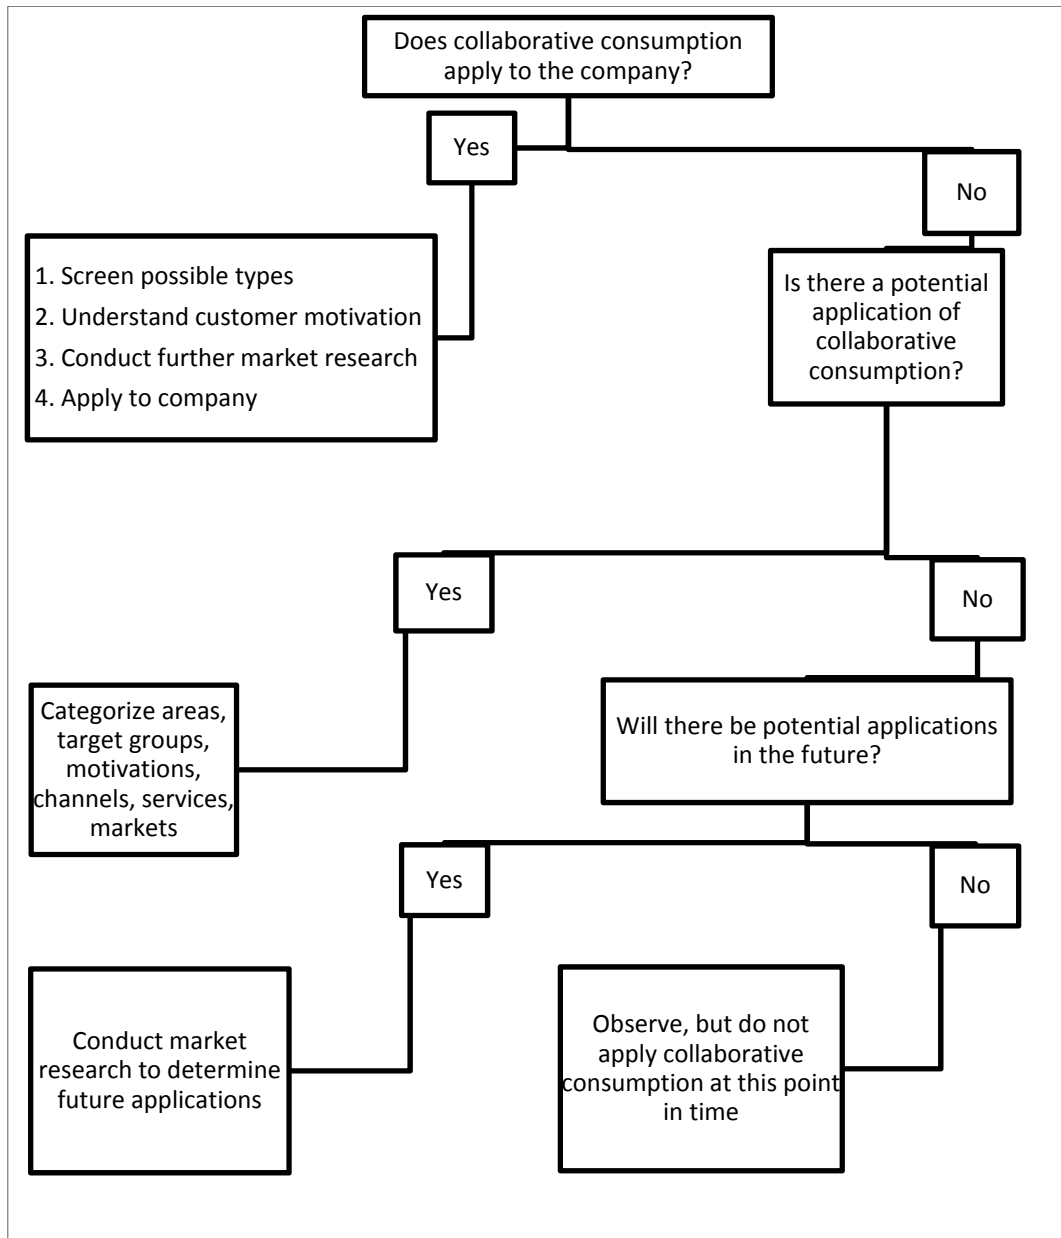 Does collaborative consumption
apply to the company?
Yes
No
1. Screen possible types
2. Understand customer motivation
3. Conduct further market research
4. Apply to company
Is there a potential
application of
collaborative
consumption?
Yes
No
Categorize areas,
target groups,
motivations,
channels, services,
markets
Will there be potential applications
in the future?
Yes
No
Conduct market
research to determine
future applications
Observe, but do not
apply collaborative
consumption at this point
in time